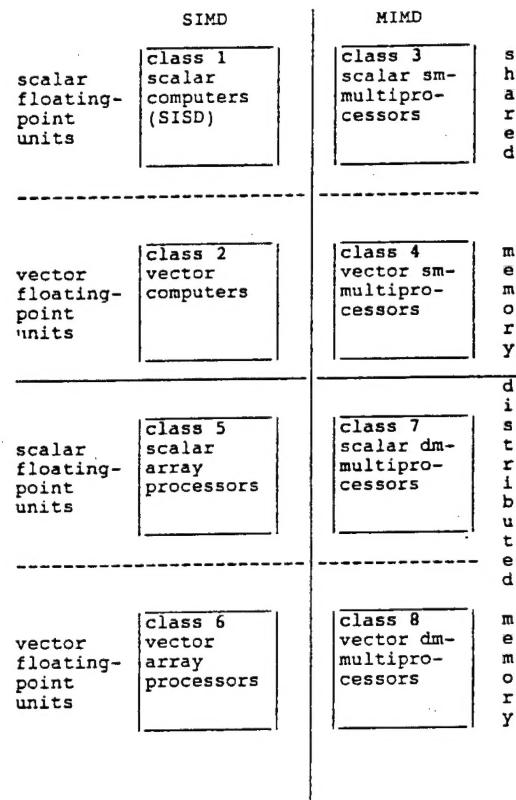 SIMD MIMD
scalar
floating-
point
units
class 1
scalar
computers
(SISD)
class 3
scalar sm-
multipro-
cessors
shared
vector
floating-
point
units
class 2
vector
computers
class 4
vector sm-
multipro-
cessors
memory
scalar
floating-
point
units
class 5
scalar
array
processors
class 7
scalar dm-
multipro-
cessors
distributed
vector
floating-
point
units
class 6
vector
array
processors
class 8
vector dm-
multipro-
cessors
memory